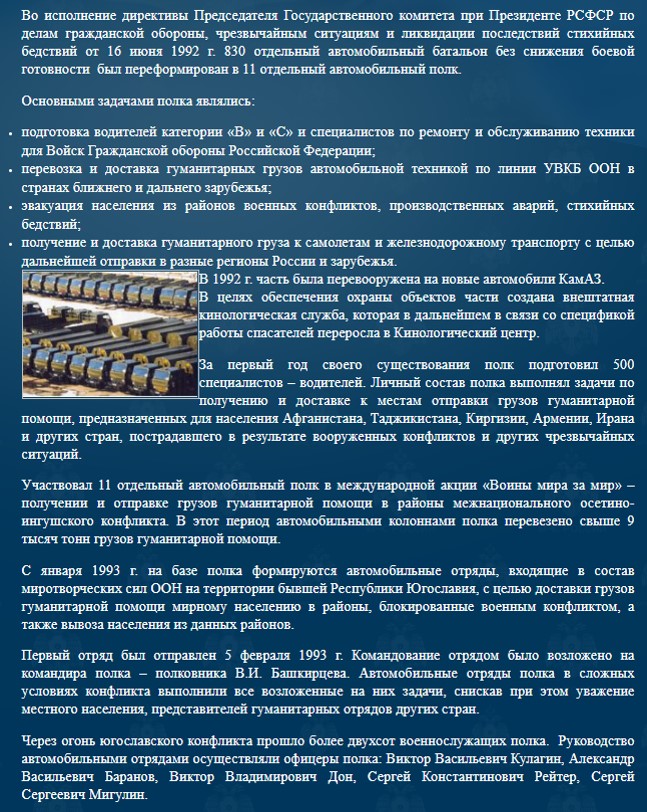 Во исполнение директивы Председателя Государственного комитета при Президенте РСФСР по
делам гражданской обороны, чрезвычайным ситуациям и ликвидации последствий стихийных
бедствий от 16 июня 1992 г. 830 отдельный автомобильный батальон без снижения боевой
готовности был переформирован в 11 отдельный автомобильный полк.
Основными задачами полка являлись:
• подготовка водителей категории «В» и «С» и специалистов по ремонту и обслуживанию техники
для Войск Гражданской обороны Российской Федерации;
• перевозка и доставка гуманитарных грузов автомобильной техникой по линии УВКБ ООН в
странах ближнего и дальнего зарубежья;
• эвакуация населения из районов военных конфликтов, производственных аварий, стихийных
бедствий;
• получение и доставка гуманитарного груза к самолетам и железнодорожному транспорту с целью
дальнейшей отправки в разные регионы России и зарубежья.
В 1992 г. часть была перевооружена на новые автомобили КамАЗ.
В целях обеспечения охраны объектов части создана внештатная
кинологическая служба, которая в дальнейшем в связи со спецификой
работы спасателей переросла в Кинологический центр.
За первый год своего существования полк подготовил 500
специалистов – водителей. Личный состав полка выполнял задачи по
получению и доставке к местам отправки грузов гуманитарной
помощи, предназначенных для населения Афганистана, Таджикистана, Киргизии, Армении, Ирана
и других стран, пострадавшего в результате вооруженных конфликтов и других чрезвычайных
ситуаций.
Участвовал 11 отдельный автомобильный полк в международной акции «Воины мира за мир» –
получении и отправке грузов гуманитарной помощи в районы межнационального осетино-
ингушского конфликта. В этот период автомобильными колоннами полка перевезено свыше 9
тысяч тонн грузов гуманитарной помощи.
С января 1993 г. на базе полка формируются автомобильные отряды, входящие в состав
миротворческих сил ООН на территории бывшей Республики Югославия, с целью доставки грузов
гуманитарной помощи мирному населению в районы, блокированные военным конфликтом, а
также вывоза населения из данных районов.
Первый отряд был отправлен 5 февраля 1993 г. Командование отрядом было возложено на
командира полка – полковника В.И. Башкирцева. Автомобильные отряды полка в сложных
условиях конфликта выполнили все возложенные на них задачи, снискав при этом уважение
местного населения, представителей гуманитарных отрядов других стран.
Через огонь югославского конфликта прошло более двухсот военнослужащих полка. Руководство
автомобильными отрядами осуществляли офицеры полка: Виктор Васильевич Кулагин, Александр
Васильевич Баранов, Виктор Владимирович Дон, Сергей Константинович Рейтер, Сергей
Сергеевич Мигулин.